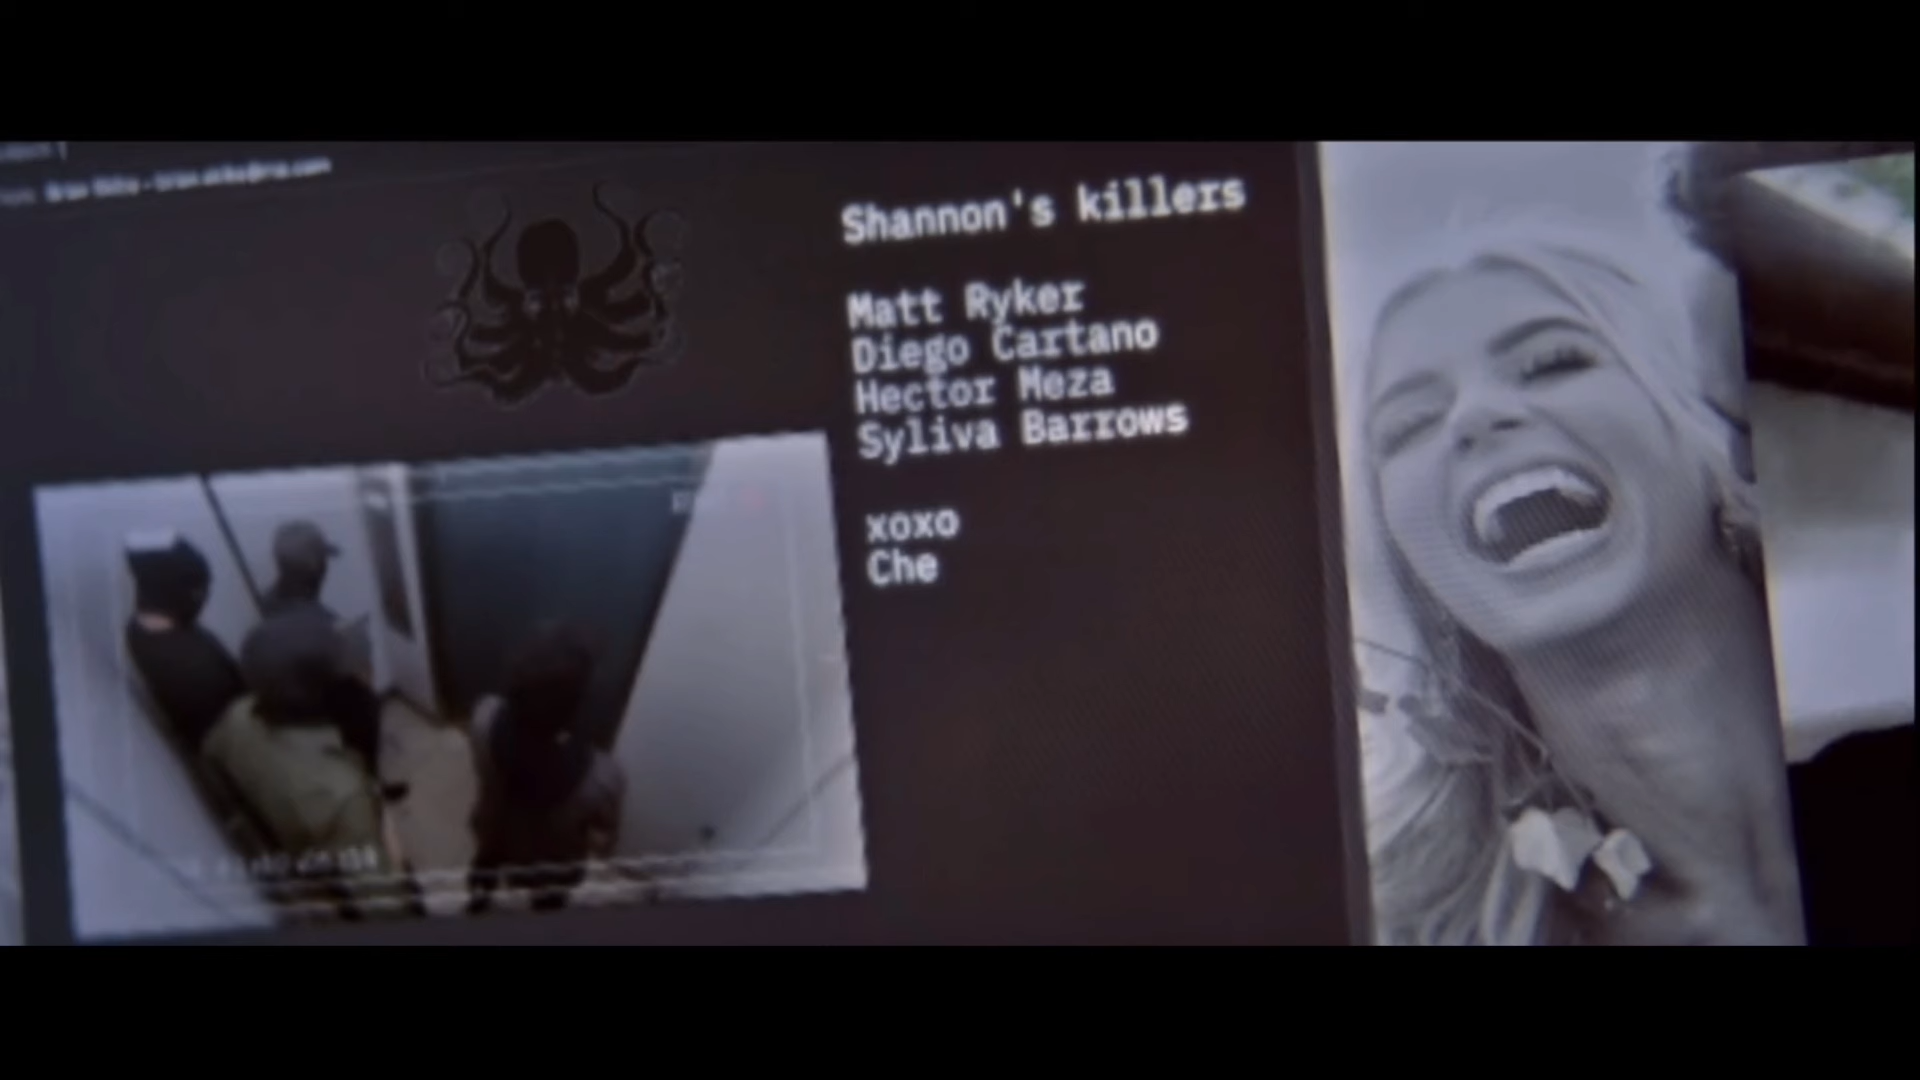 Shannon's killers
Matt Ryker
Diego Cartano
Hector Meza
Syliva Barrows
xoxo
Che